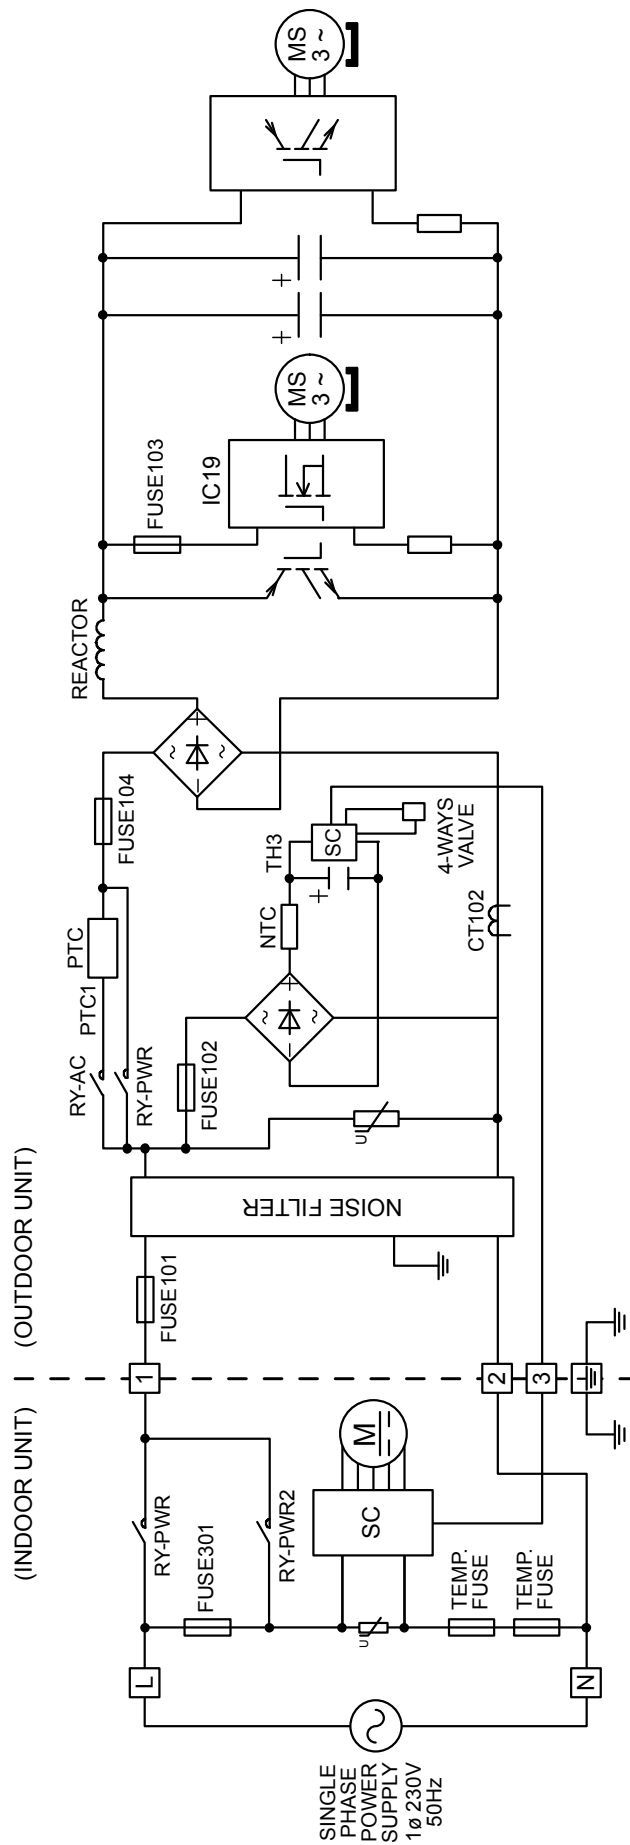 (INDOOR UNIT)
(OUTDOOR UNIT)
SINGLE
PHASE
POWER
SUPPLY
1ø 230V
50Hz
L
N
RY-PWR
FUSE301
RY-PWR2
U
SC
M
TEMP.
FUSE
TEMP.
FUSE
1
2
3
FUSE101
NOISE FILTER
RY-AC
RY-PWR
PTC1
PTC
FUSE104
FUSE102
U
~
~
+
−
NTC
TH3
+
SC
4-WAYS
VALVE
CT102
~
~
+
−
REACTOR
FUSE103
IC19
MS
3 ~
+
+
MS
3 ~